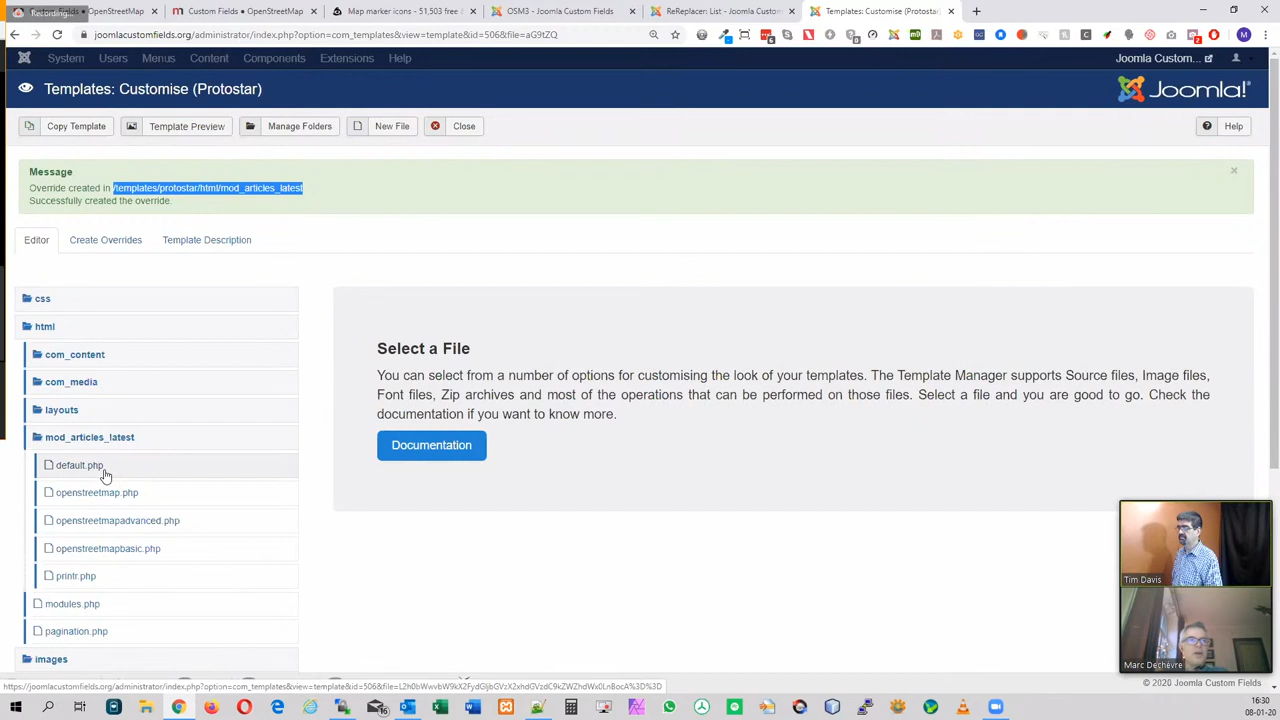 Recording...
Custom Fields • OpenStreetMap
Custom Fields • OpenStreetM
Map marker icons - 51,503 free
OSM3 - Joomla Custom Fields
ReReplacer: List - Joomla Custo
Templates: Customise (Protostar)
joomlacustomfields.org/administrator/index.php?option=com_templates&view=template&id=506&file=aG9tZQ
System Users Menus Content Components Extensions Help
Joomla Custom...
Templates: Customise (Protostar)
Joomla!
Copy Template
Template Preview
Manage Folders
New File
Close
Help
Message
Override created in /templates/protostar/html/mod_articles_latest
Successfully created the override.
Editor
Create Overrides
Template Description
css
html
com_content
com_media
layouts
mod_articles_latest
default.php
openstreetmap.php
openstreetmapadvanced.php
openstreetmapbasic.php
printr.php
modules.php
pagination.php
images
Select a File
You can select from a number of options for customising the look of your templates. The Template Manager supports Source files, Image files,
Font files, Zip archives and most of the operations that can be performed on those files. Select a file and you are good to go. Check the
documentation if you want to know more.
Documentation
Tim Davis
Marc Dechèvre
© 2020 Joomla Custom Fields
16:30
08-01-20